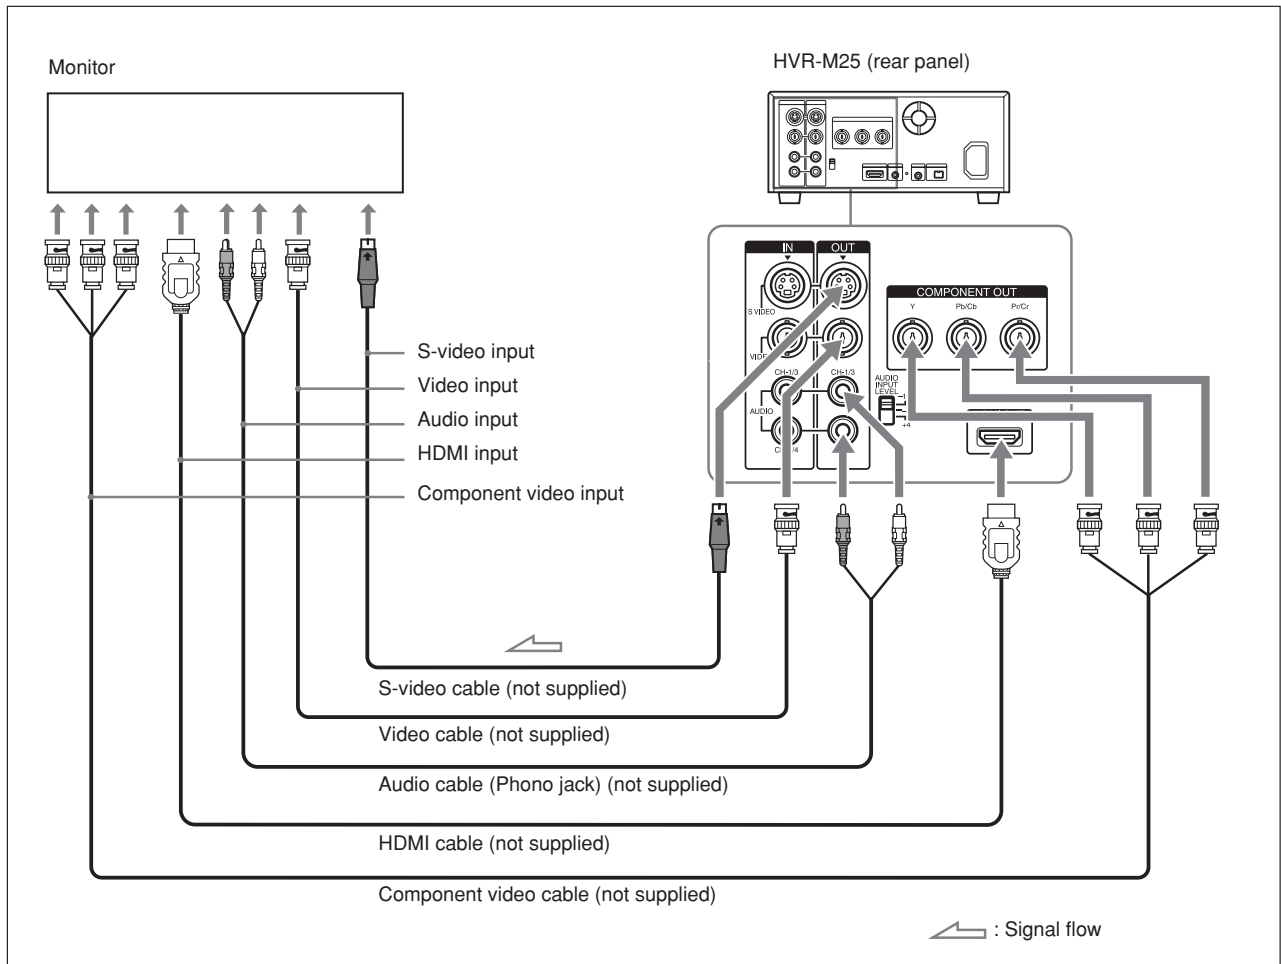 Monitor
HVR-M25 (rear panel)
IN
OUT
COMPONENT OUT
Y
Pb/Cb
Pr/Cr
S VIDEO
CH-1/3
CH-1/3
AUDIO
INPUT
LEVEL
+4
AUDIO
S-video input
Video input
Audio input
HDMI input
Component video input
S-video cable (not supplied)
Video cable (not supplied)
Audio cable (Phono jack) (not supplied)
HDMI cable (not supplied)
Component video cable (not supplied)
: Signal flow